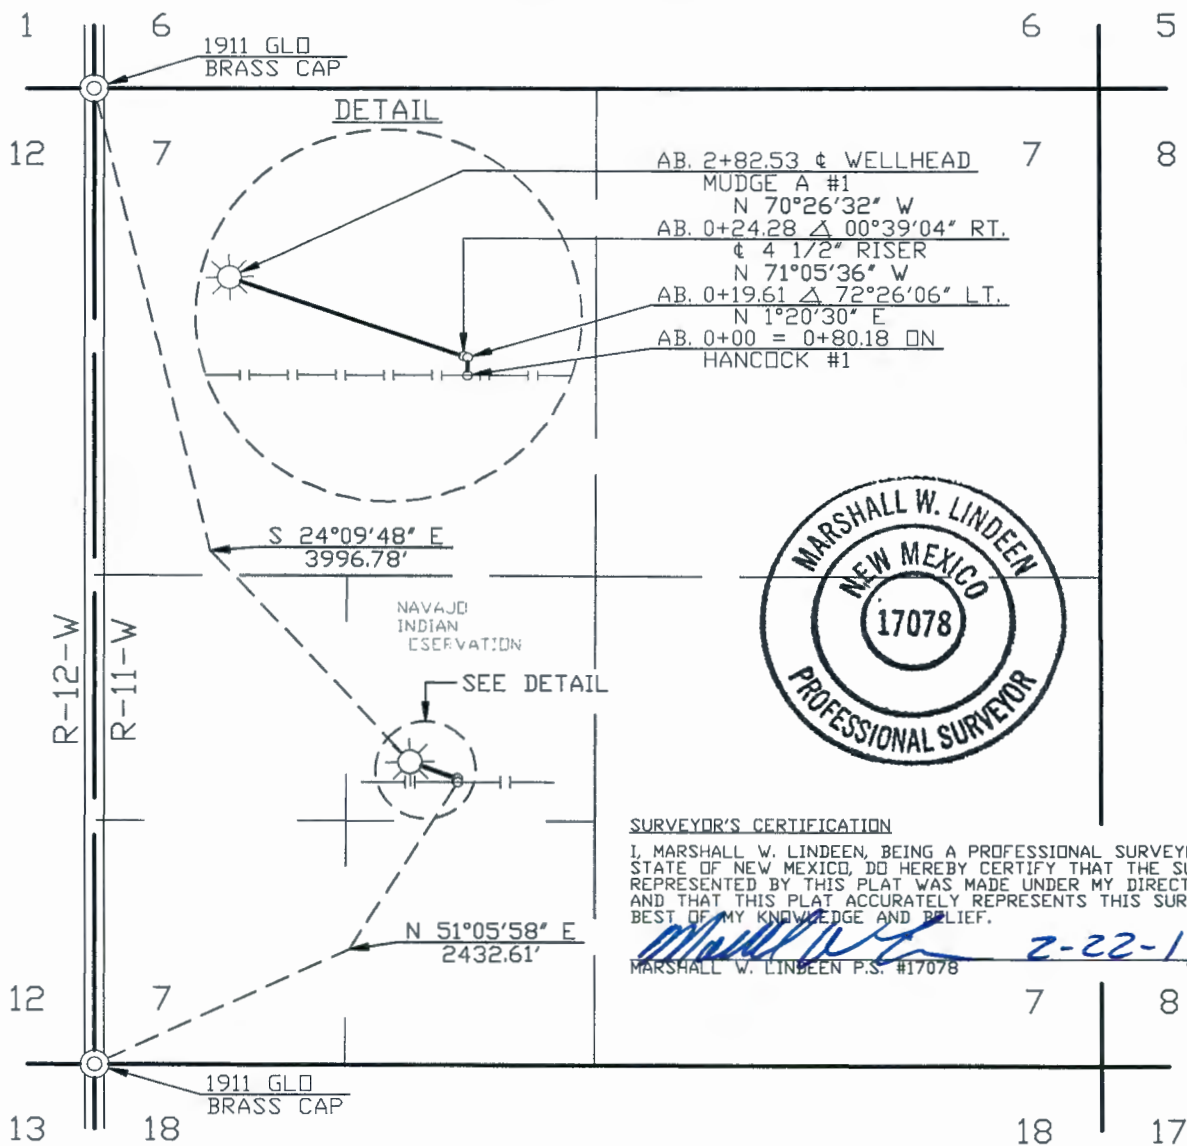 1 6 6 5
1911 GLO
BRASS CAP
DETAIL
12 7 7 8
AB. 2+82.53 ℄ WELLHEAD
MUDGE A #1
N 70°26'32" W
AB. 0+24.28 ∆ 00°39'04" RT.
℄ 4 1/2" RISER
N 71°05'36" W
AB. 0+19.61 ∆ 72°26'06" LT.
N 1°20'30" E
AB. 0+00 = 0+80.18 ON
HANCOCK #1
S 24°09'48" E
3996.78'
MARSHALL W. LINDEEN
NEW MEXICO
17078
PROFESSIONAL SURVEYOR
NAVAJO
INDIAN
ESERVATION
R-12-W
R-11-W
SEE DETAIL
SURVEYOR'S CERTIFICATION
I, MARSHALL W. LINDEEN, BEING A PROFESSIONAL SURVEY
STATE OF NEW MEXICO, DO HEREBY CERTIFY THAT THE SU
REPRESENTED BY THIS PLAT WAS MADE UNDER MY DIRECT
AND THAT THIS PLAT ACCURATELY REPRESENTS THIS SUR
BEST OF MY KNOWLEDGE AND BELIEF.
2-22-1
MARSHALL W. LINDEEN P.S. #17078
N 51°05'58" E
2432.61'
12 7 7 8
1911 GLO
BRASS CAP
13 18 18 17